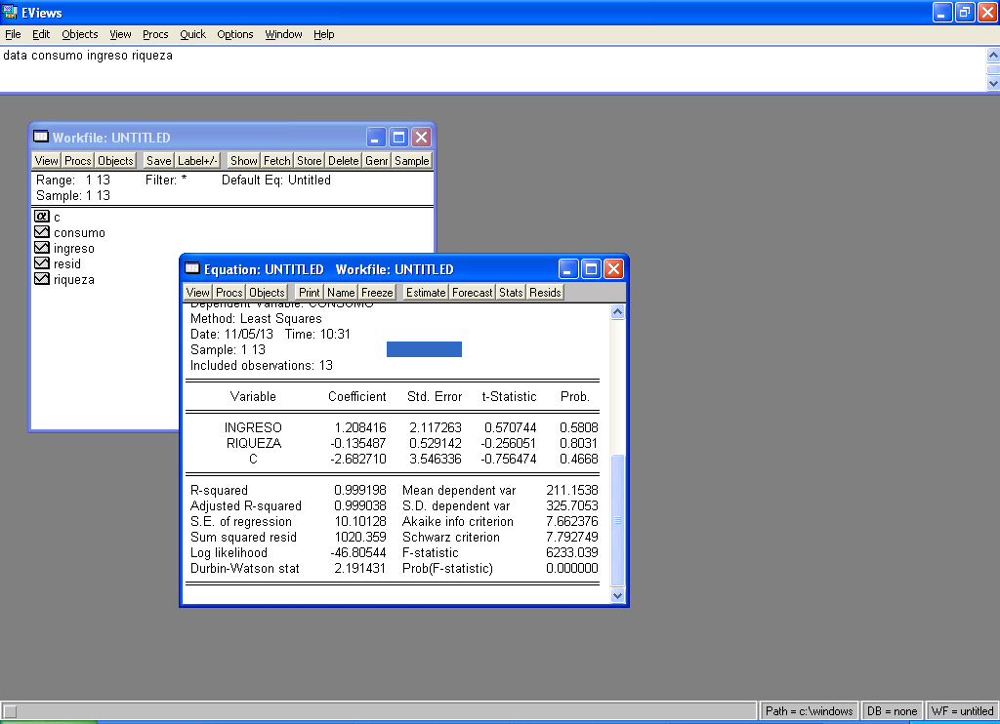 EViews
File Edit Objects View Procs Quick Options Window Help
data consumo ingreso riqueza
Workfile: UNTITLED
View Procs Objects Save Label+/- Show Fetch Store Delete Genr Sample
Range: 1 13 Filter: * Default Eq: Untitled
Sample: 1 13
c
consumo
ingreso
resid
riqueza
Equation: UNTITLED Workfile: UNTITLED
View Procs Objects Print Name Freeze Estimate Forecast Stats Resids
Dependent Variable: CONSUMO
Method: Least Squares
Date: 11/05/13 Time: 10:31
Sample: 1 13
Included observations: 13
Variable Coefficient Std. Error t-Statistic Prob.
INGRESO 1.208416 2.117263 0.570744 0.5808
RIQUEZA -0.135487 0.529142 -0.256051 0.8031
C -2.682710 3.546336 -0.756474 0.4668
R-squared 0.999198 Mean dependent var 211.1538
Adjusted R-squared 0.999038 S.D. dependent var 325.7053
S.E. of regression 10.10128 Akaike info criterion 7.662376
Sum squared resid 1020.359 Schwarz criterion 7.792749
Log likelihood -46.80544 F-statistic 6233.039
Durbin-Watson stat 2.191431 Prob(F-statistic) 0.000000
Path = c:\windows DB = none WF = untitled